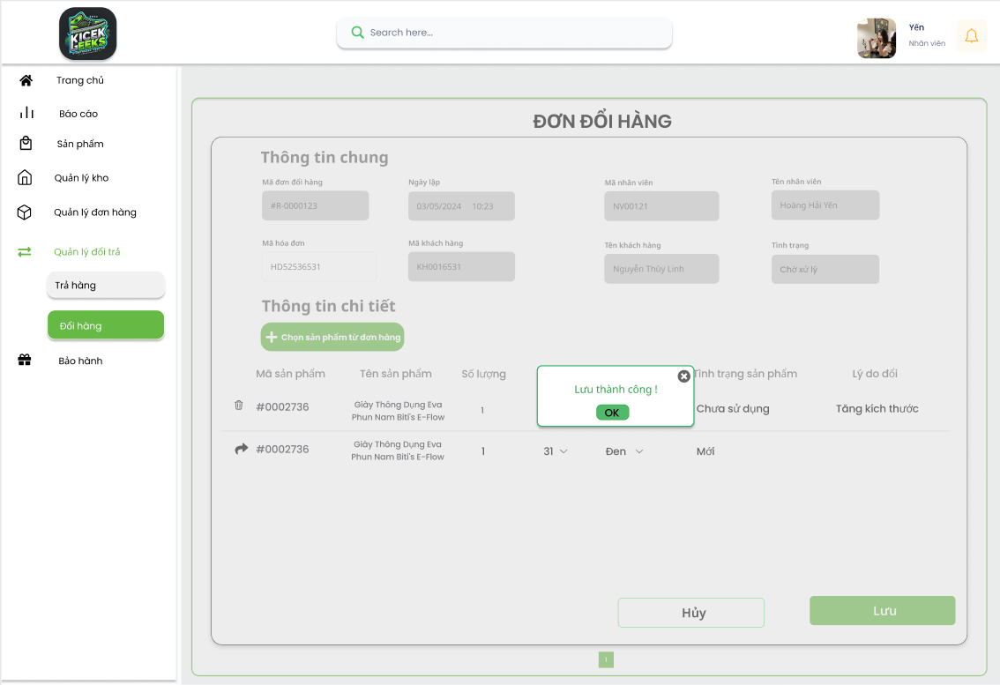 KICEK
GEEKS
Search here...
Yến
Nhân viên
Trang chủ
Báo cáo
Sản phẩm
Quản lý kho
Quản lý đơn hàng
Quản lý đổi trả
Trả hàng
Đổi hàng
Bảo hành
ĐƠN ĐỔI HÀNG
Thông tin chung
Mã đơn đổi hàng
Ngày lập
Mã nhân viên
Tên nhân viên
#R-0000123
03/05/2024 10:23
NV00121
Hoàng Hải Yến
Mã hóa đơn
Mã khách hàng
Tên khách hàng
Tình trạng
HD52536531
KH0016531
Nguyễn Thùy Linh
Chờ xử lý
Thông tin chi tiết
Chọn sản phẩm từ đơn hàng
Mã sản phẩm
Tên sản phẩm
Số lượng
Tình trạng sản phẩm
Lý do đổi
Lưu thành công !
OK
#0002736
Giày Thông Dụng Eva
Phun Nam Biti's E-Flow
1
Chưa sử dụng
Tăng kích thước
#0002736
Giày Thông Dụng Eva
Phun Nam Biti's E-Flow
1
31
Đen
Mới
Hủy
Lưu
1